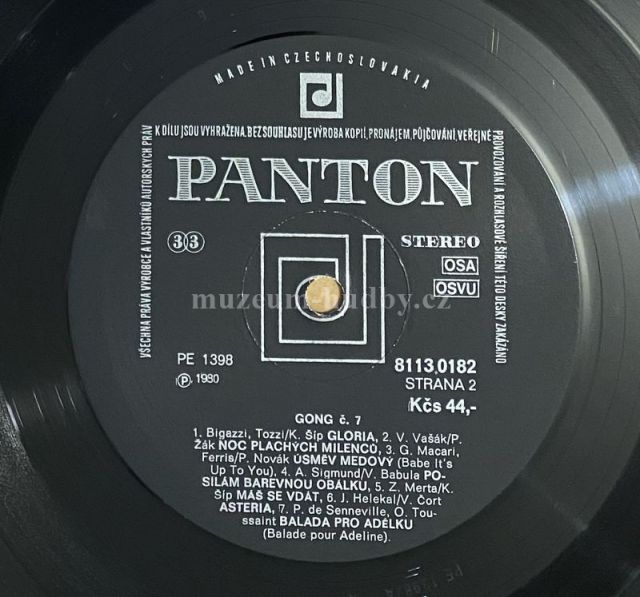 MADE IN CZECHOSLOVAKIA
VŠECHNA PRÁVA VÝROBCE A VLASTNÍKŮ AUTORSKÝCH PRÁV
K DÍLU JSOU VYHRAŽENA. BEZ SOUHLASU JE VÝROBA KOPIÍ, PRONÁJEM, PŮJČOVÁNÍ, VEŘEJNÉ
PROVOZOVÁNÍ A ROZHLASOVÉ ŠÍŘENÍ TÉTO DESKY ZAKÁZÁNO
PANTON
33 STEREO
OSA
OSVU
muzeum-hudby.cz
PE 1398 8113,0182
Ⓟ 1980 STRANA 2
Kčs 44,-
GONG č. 7
1. Bigazzi, Tozzi/K. Šíp GLORIA, 2. V. Vašák/P.
Žák NOC PLACHÝCH MILENCŮ, 3. G. Macari,
Ferris/P. Novák ÚSMĚV MEDOVÝ (Babe It's
Up To You), 4. A. Sigmund/V. Babula PO-
SÍLÁM BAREVNOU OBÁLKU, 5. Z. Merta/K.
Šíp MÁŠ SE VDÁT, 6. J. Helekal/V. Čort
ASTERIA, 7. P. de Senneville, O. Tou-
ssaint BALADA PRO ADÉLKU
(Balade pour Adeline).